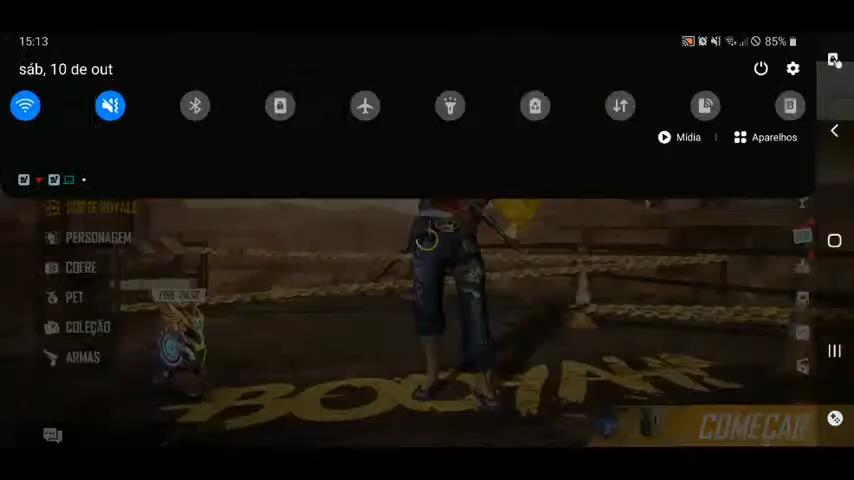 15:13
85%
sáb, 10 de out
Mídia
Aparelhos
SORTE ROYALE
PERSONAGEM
COFRE
PET
COLEÇÃO
ARMAS
BOOYAH
COMEÇAR